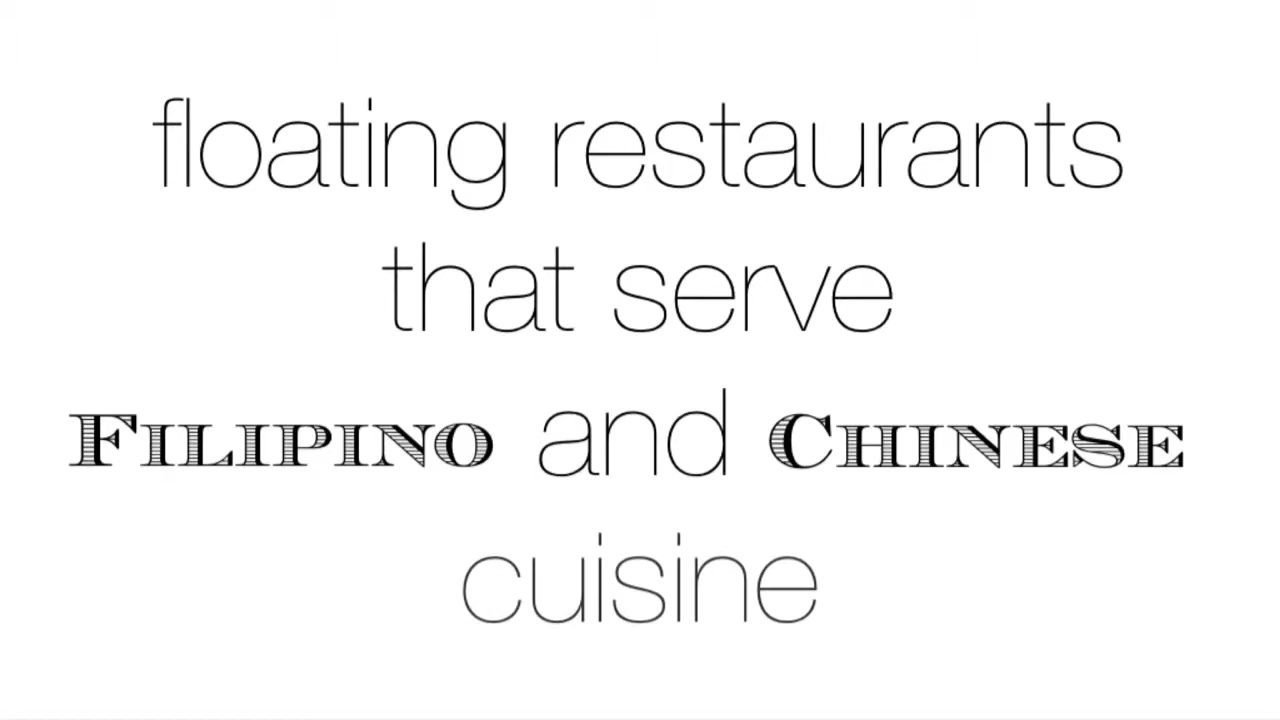 floating restaurants
that serve
FILIPINO and CHINESE
cuisine